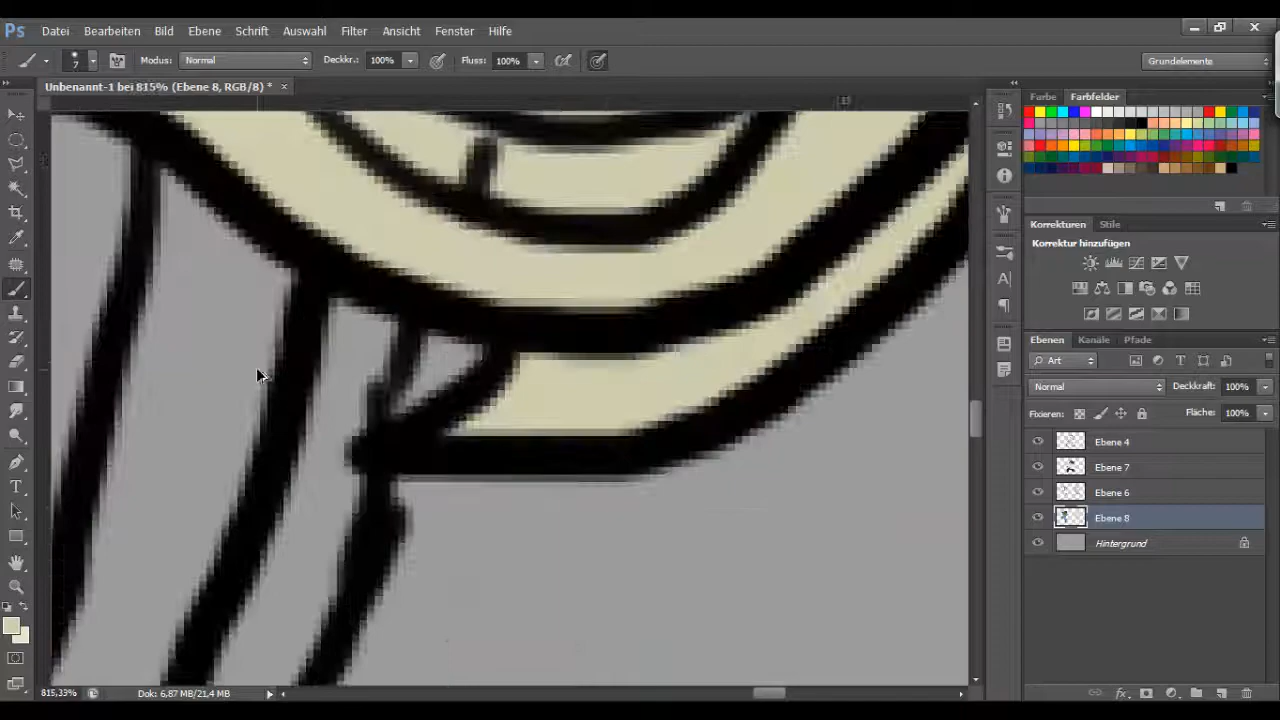 Ps Datei Bearbeiten Bild Ebene Schrift Auswahl Filter Ansicht Fenster Hilfe
7 Modus: Normal Deckkr.: 100% Fluss: 100% Grundelemente
Unbenannt-1 bei 815% (Ebene 8, RGB/8) * ×
Farbe Farbfelder
Korrekturen Stile
Korrektur hinzufügen
Ebenen Kanäle Pfade
Art
Normal Deckkraft: 100%
Fixieren: Fläche: 100%
Ebene 4
Ebene 7
Ebene 6
Ebene 8
Hintergrund
815,33% Dok: 6,87 MB/21,4 MB